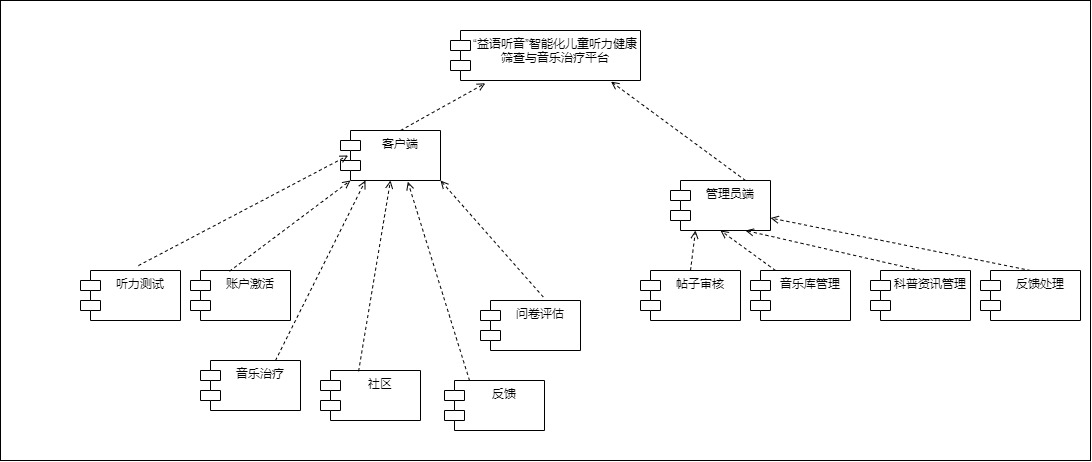 “益语听音”智能化儿童听力健康
筛查与音乐治疗平台
客户端
管理员端
听力测试
账户激活
帖子审核
音乐库管理
科普资讯管理
反馈处理
问卷评估
音乐治疗
社区
反馈